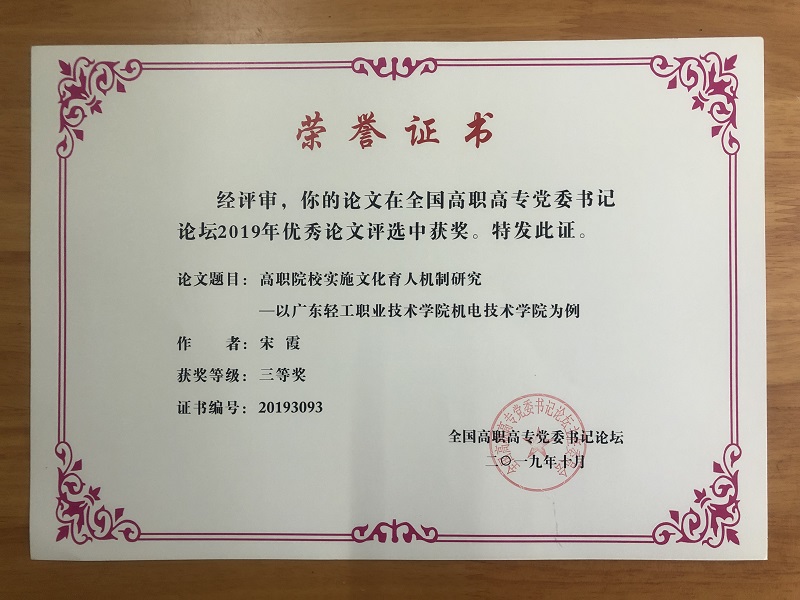 荣誉证书
经评审，你的论文在全国高职高专党委书记
论坛2019年优秀论文评选中获奖。特发此证。
论文题目：高职院校实施文化育人机制研究
—以广东轻工职业技术学院机电技术学院为例
作 者：宋 霞
获奖等级：三等奖
证书编号：20193093
全国高职高专党委书记论坛
二〇一九年十月